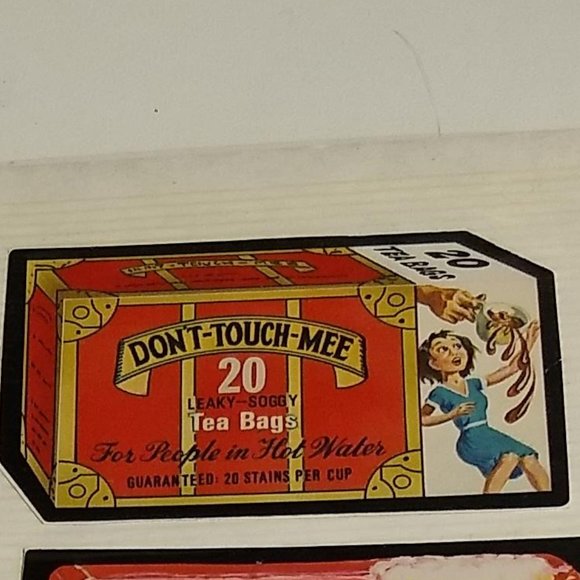 20
TEA BAGS
DON'T-TOUCH-MEE
20
LEAKY-SOGGY
Tea Bags
For People in Hot Water
GUARANTEED: 20 STAINS PER CUP